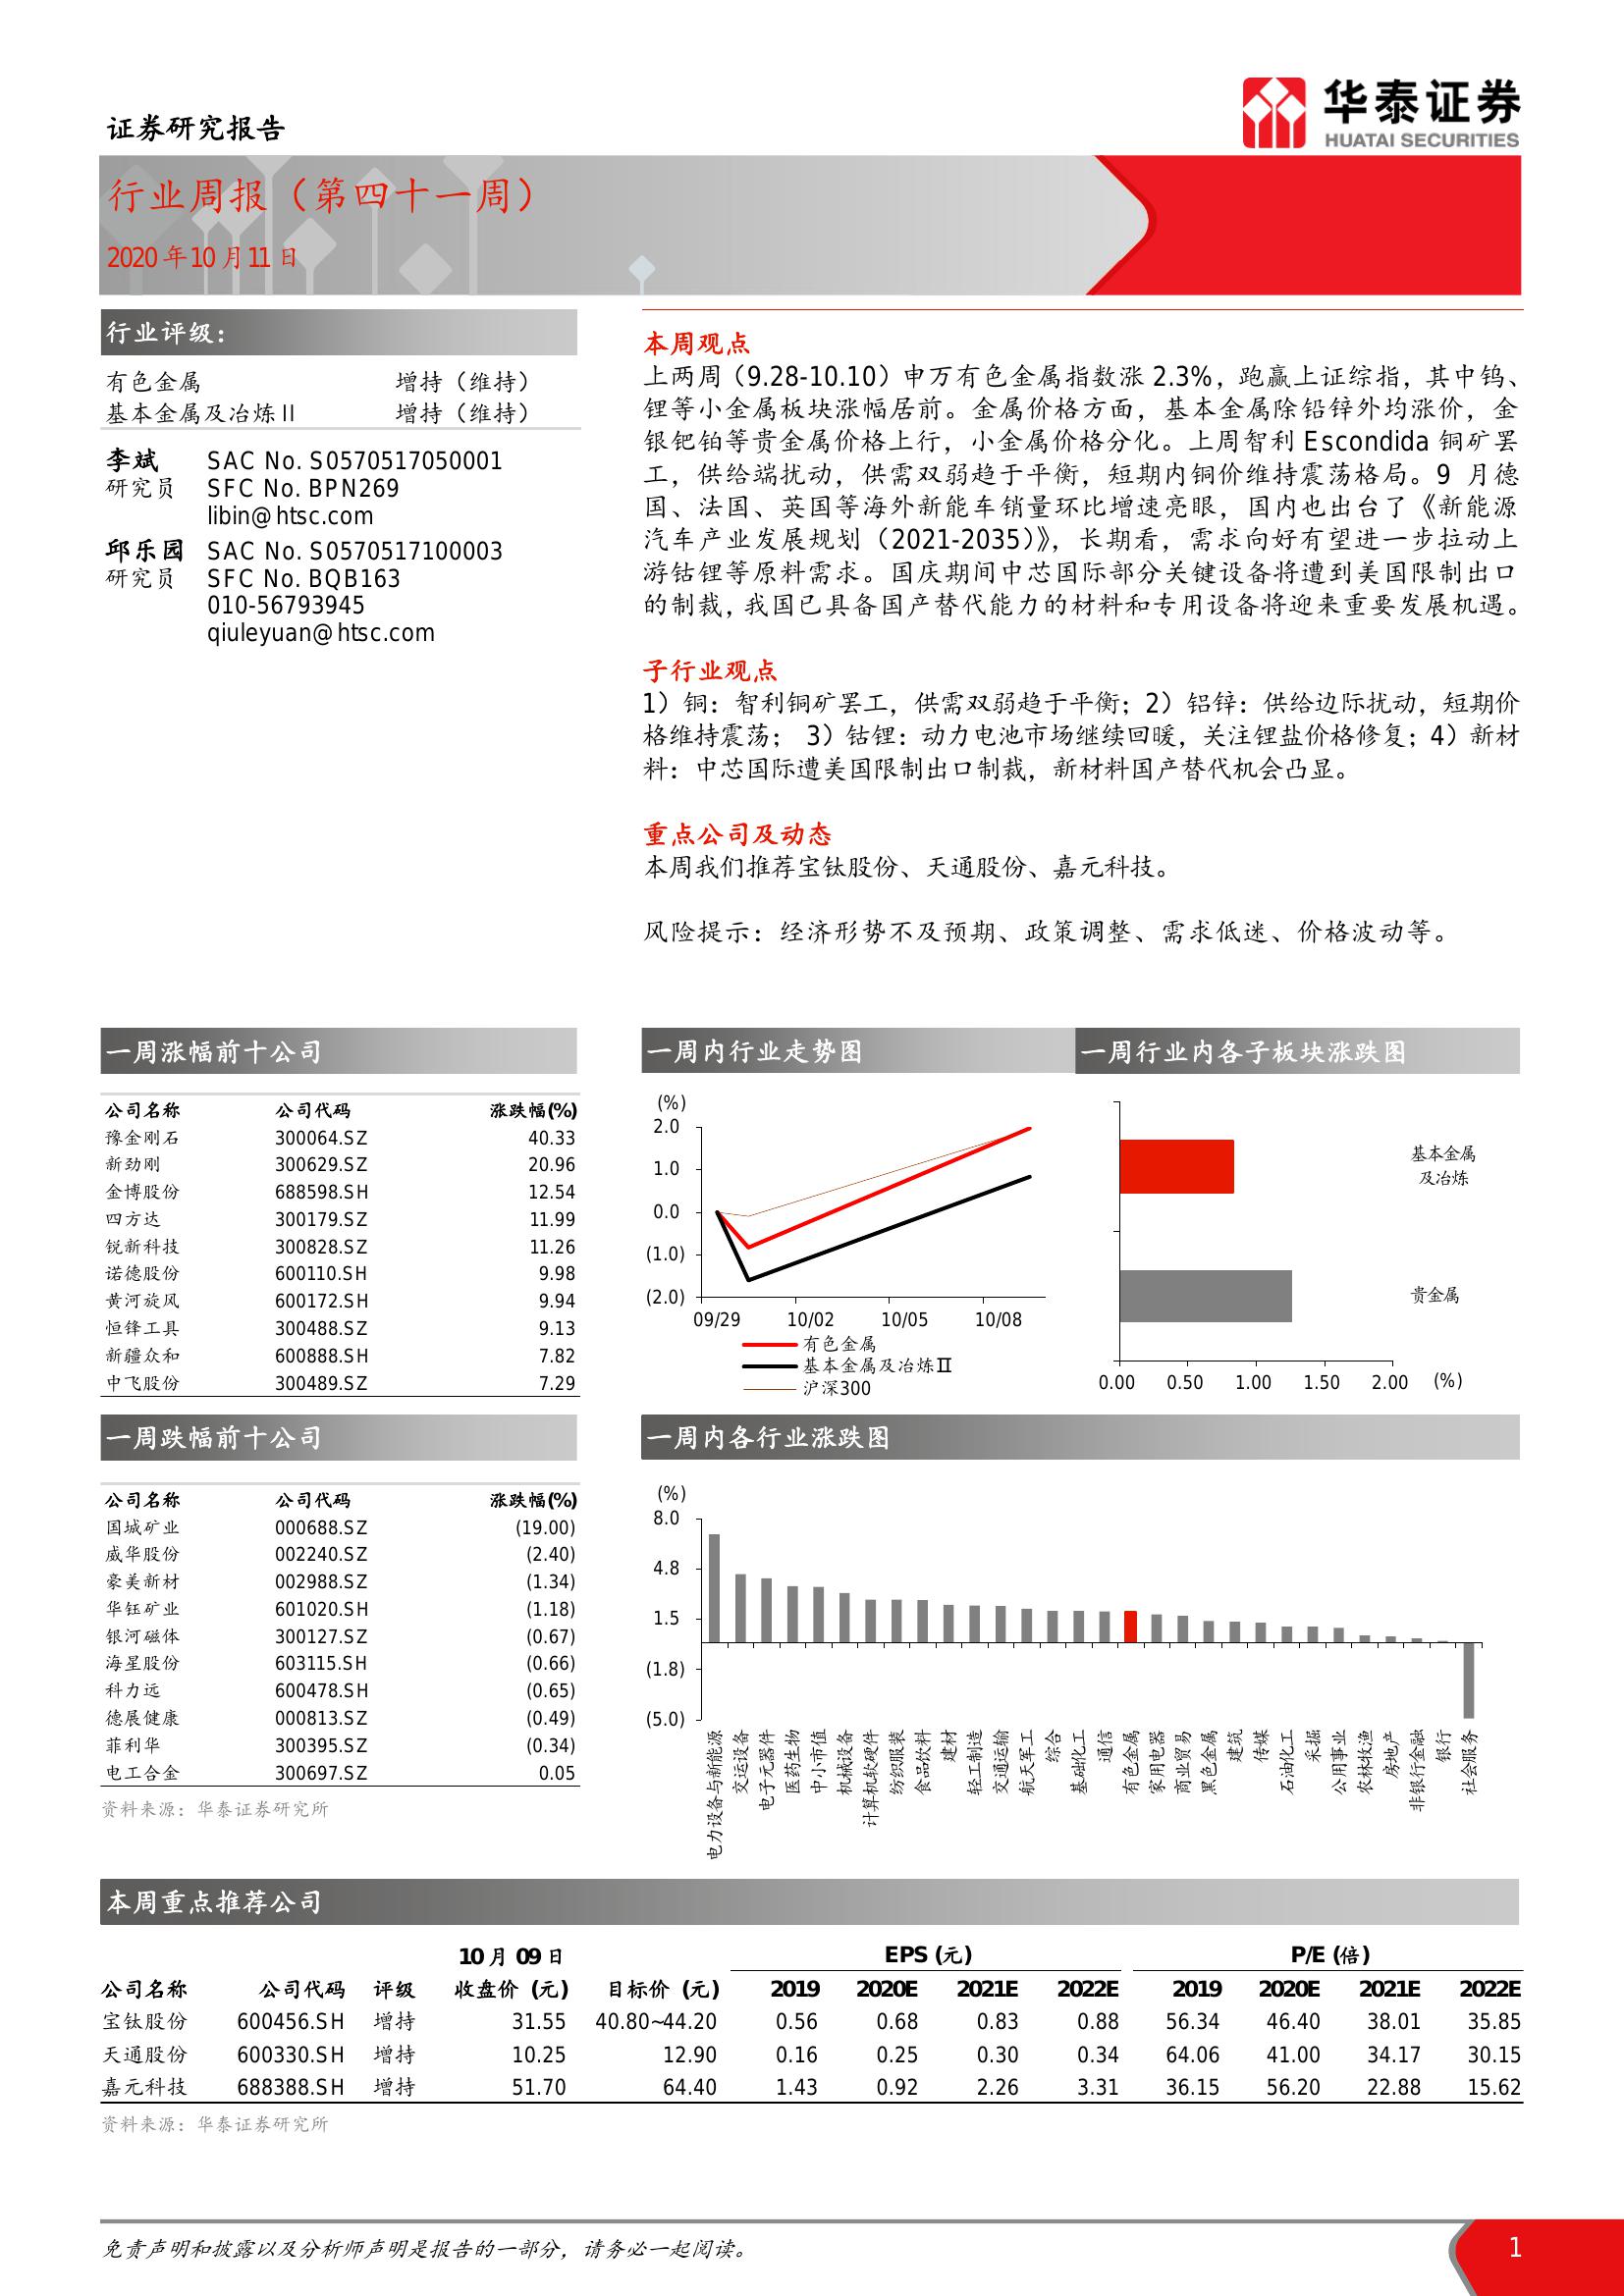 证券研究报告
华泰证券
HUATAI SECURITIES
行业周报（第四十一周）
2020年10月11日
行业评级：
有色金属 增持（维持）
基本金属及冶炼II 增持（维持）
李斌 SAC No. S0570517050001
研究员 SFC No. BPN269
libin@htsc.com
邱乐园 SAC No. S0570517100003
研究员 SFC No. BQB163
010-56793945
qiuleyuan@htsc.com
本周观点
上两周（9.28-10.10）申万有色金属指数涨 2.3%，跑赢上证综指，其中钨、
锂等小金属板块涨幅居前。金属价格方面，基本金属除铅锌外均涨价，金
银钯铂等贵金属价格上行，小金属价格分化。上周智利 Escondida 铜矿罢
工，供给端扰动，供需双弱趋于平衡，短期内铜价维持震荡格局。9 月德
国、法国、英国等海外新能车销量环比增速亮眼，国内也出台了《新能源
汽车产业发展规划（2021-2035）》，长期看，需求向好有望进一步拉动上
游钴锂等原料需求。国庆期间中芯国际部分关键设备将遭到美国限制出口
的制裁，我国已具备国产替代能力的材料和专用设备将迎来重要发展机遇。
子行业观点
1）铜：智利铜矿罢工，供需双弱趋于平衡；2）铝锌：供给边际扰动，短期价
格维持震荡； 3）钴锂：动力电池市场继续回暖，关注锂盐价格修复；4）新材
料：中芯国际遭美国限制出口制裁，新材料国产替代机会凸显。
重点公司及动态
本周我们推荐宝钛股份、天通股份、嘉元科技。
风险提示：经济形势不及预期、政策调整、需求低迷、价格波动等。
一周涨幅前十公司
公司名称 公司代码 涨跌幅(%)
豫金刚石 300064.SZ 40.33
新劲刚 300629.SZ 20.96
金博股份 688598.SH 12.54
四方达 300179.SZ 11.99
锐新科技 300828.SZ 11.26
诺德股份 600110.SH 9.98
黄河旋风 600172.SH 9.94
恒锋工具 300488.SZ 9.13
新疆众和 600888.SH 7.82
中飞股份 300489.SZ 7.29
一周内行业走势图
(%)
2.0
1.0
0.0
(1.0)
(2.0)
09/29 10/02 10/05 10/08
有色金属
基本金属及冶炼Ⅱ
沪深300
一周行业内各子板块涨跌图
基本金属
及冶炼
贵金属
0.00 0.50 1.00 1.50 2.00 (%)
一周跌幅前十公司
公司名称 公司代码 涨跌幅(%)
国城矿业 000688.SZ (19.00)
威华股份 002240.SZ (2.40)
豪美新材 002988.SZ (1.34)
华钰矿业 601020.SH (1.18)
银河磁体 300127.SZ (0.67)
海星股份 603115.SH (0.66)
科力远 600478.SH (0.65)
德展健康 000813.SZ (0.49)
菲利华 300395.SZ (0.34)
电工合金 300697.SZ 0.05
资料来源：华泰证券研究所
一周内各行业涨跌图
(%)
8.0
4.8
1.5
(1.8)
(5.0)
电力设备与新能源
交运设备
电子元器件
医药生物
中小市值
机械设备
计算机软硬件
纺织服装
食品饮料
建材
轻工制造
交通运输
航天军工
综合
基础化工
通信
有色金属
家用电器
商业贸易
黑色金属
建筑
传媒
石油化工
采掘
公用事业
农林牧渔
房地产
非银行金融
银行
社会服务
本周重点推荐公司
10月09日 EPS (元) P/E (倍)
公司名称 公司代码 评级 收盘价 (元) 目标价 (元) 2019 2020E 2021E 2022E 2019 2020E 2021E 2022E
宝钛股份 600456.SH 增持 31.55 40.80~44.20 0.56 0.68 0.83 0.88 56.34 46.40 38.01 35.85
天通股份 600330.SH 增持 10.25 12.90 0.16 0.25 0.30 0.34 64.06 41.00 34.17 30.15
嘉元科技 688388.SH 增持 51.70 64.40 1.43 0.92 2.26 3.31 36.15 56.20 22.88 15.62
资料来源：华泰证券研究所
免责声明和披露以及分析师声明是报告的一部分，请务必一起阅读。
1